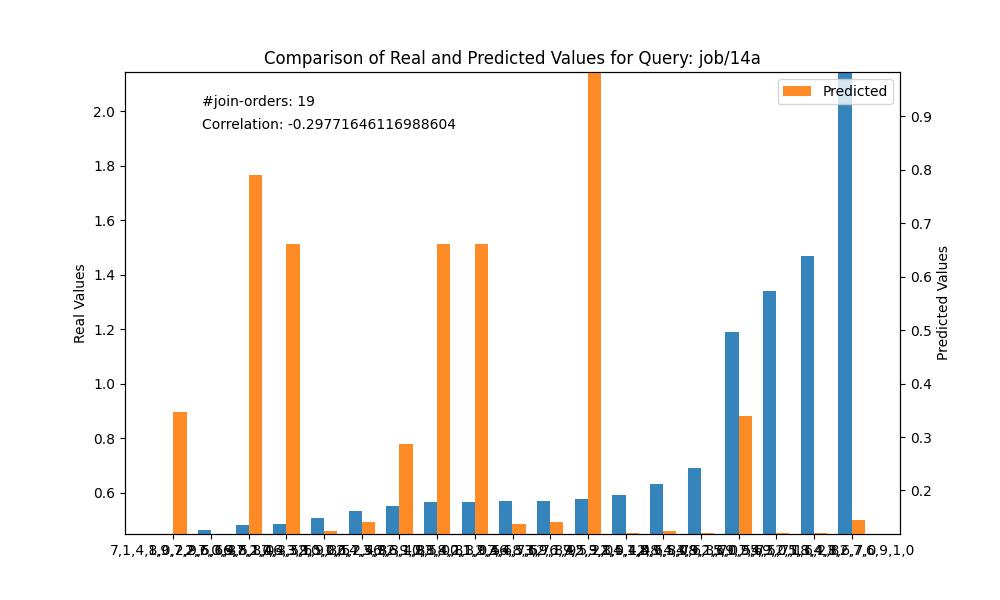 Comparison of Real and Predicted Values for Query: job/14a
#join-orders: 19
Correlation: -0.29771646116988604
Predicted
Real Values
Predicted Values
2.0
1.8
1.6
1.4
1.2
1.0
0.8
0.6
0.9
0.8
0.7
0.6
0.5
0.4
0.3
0.2